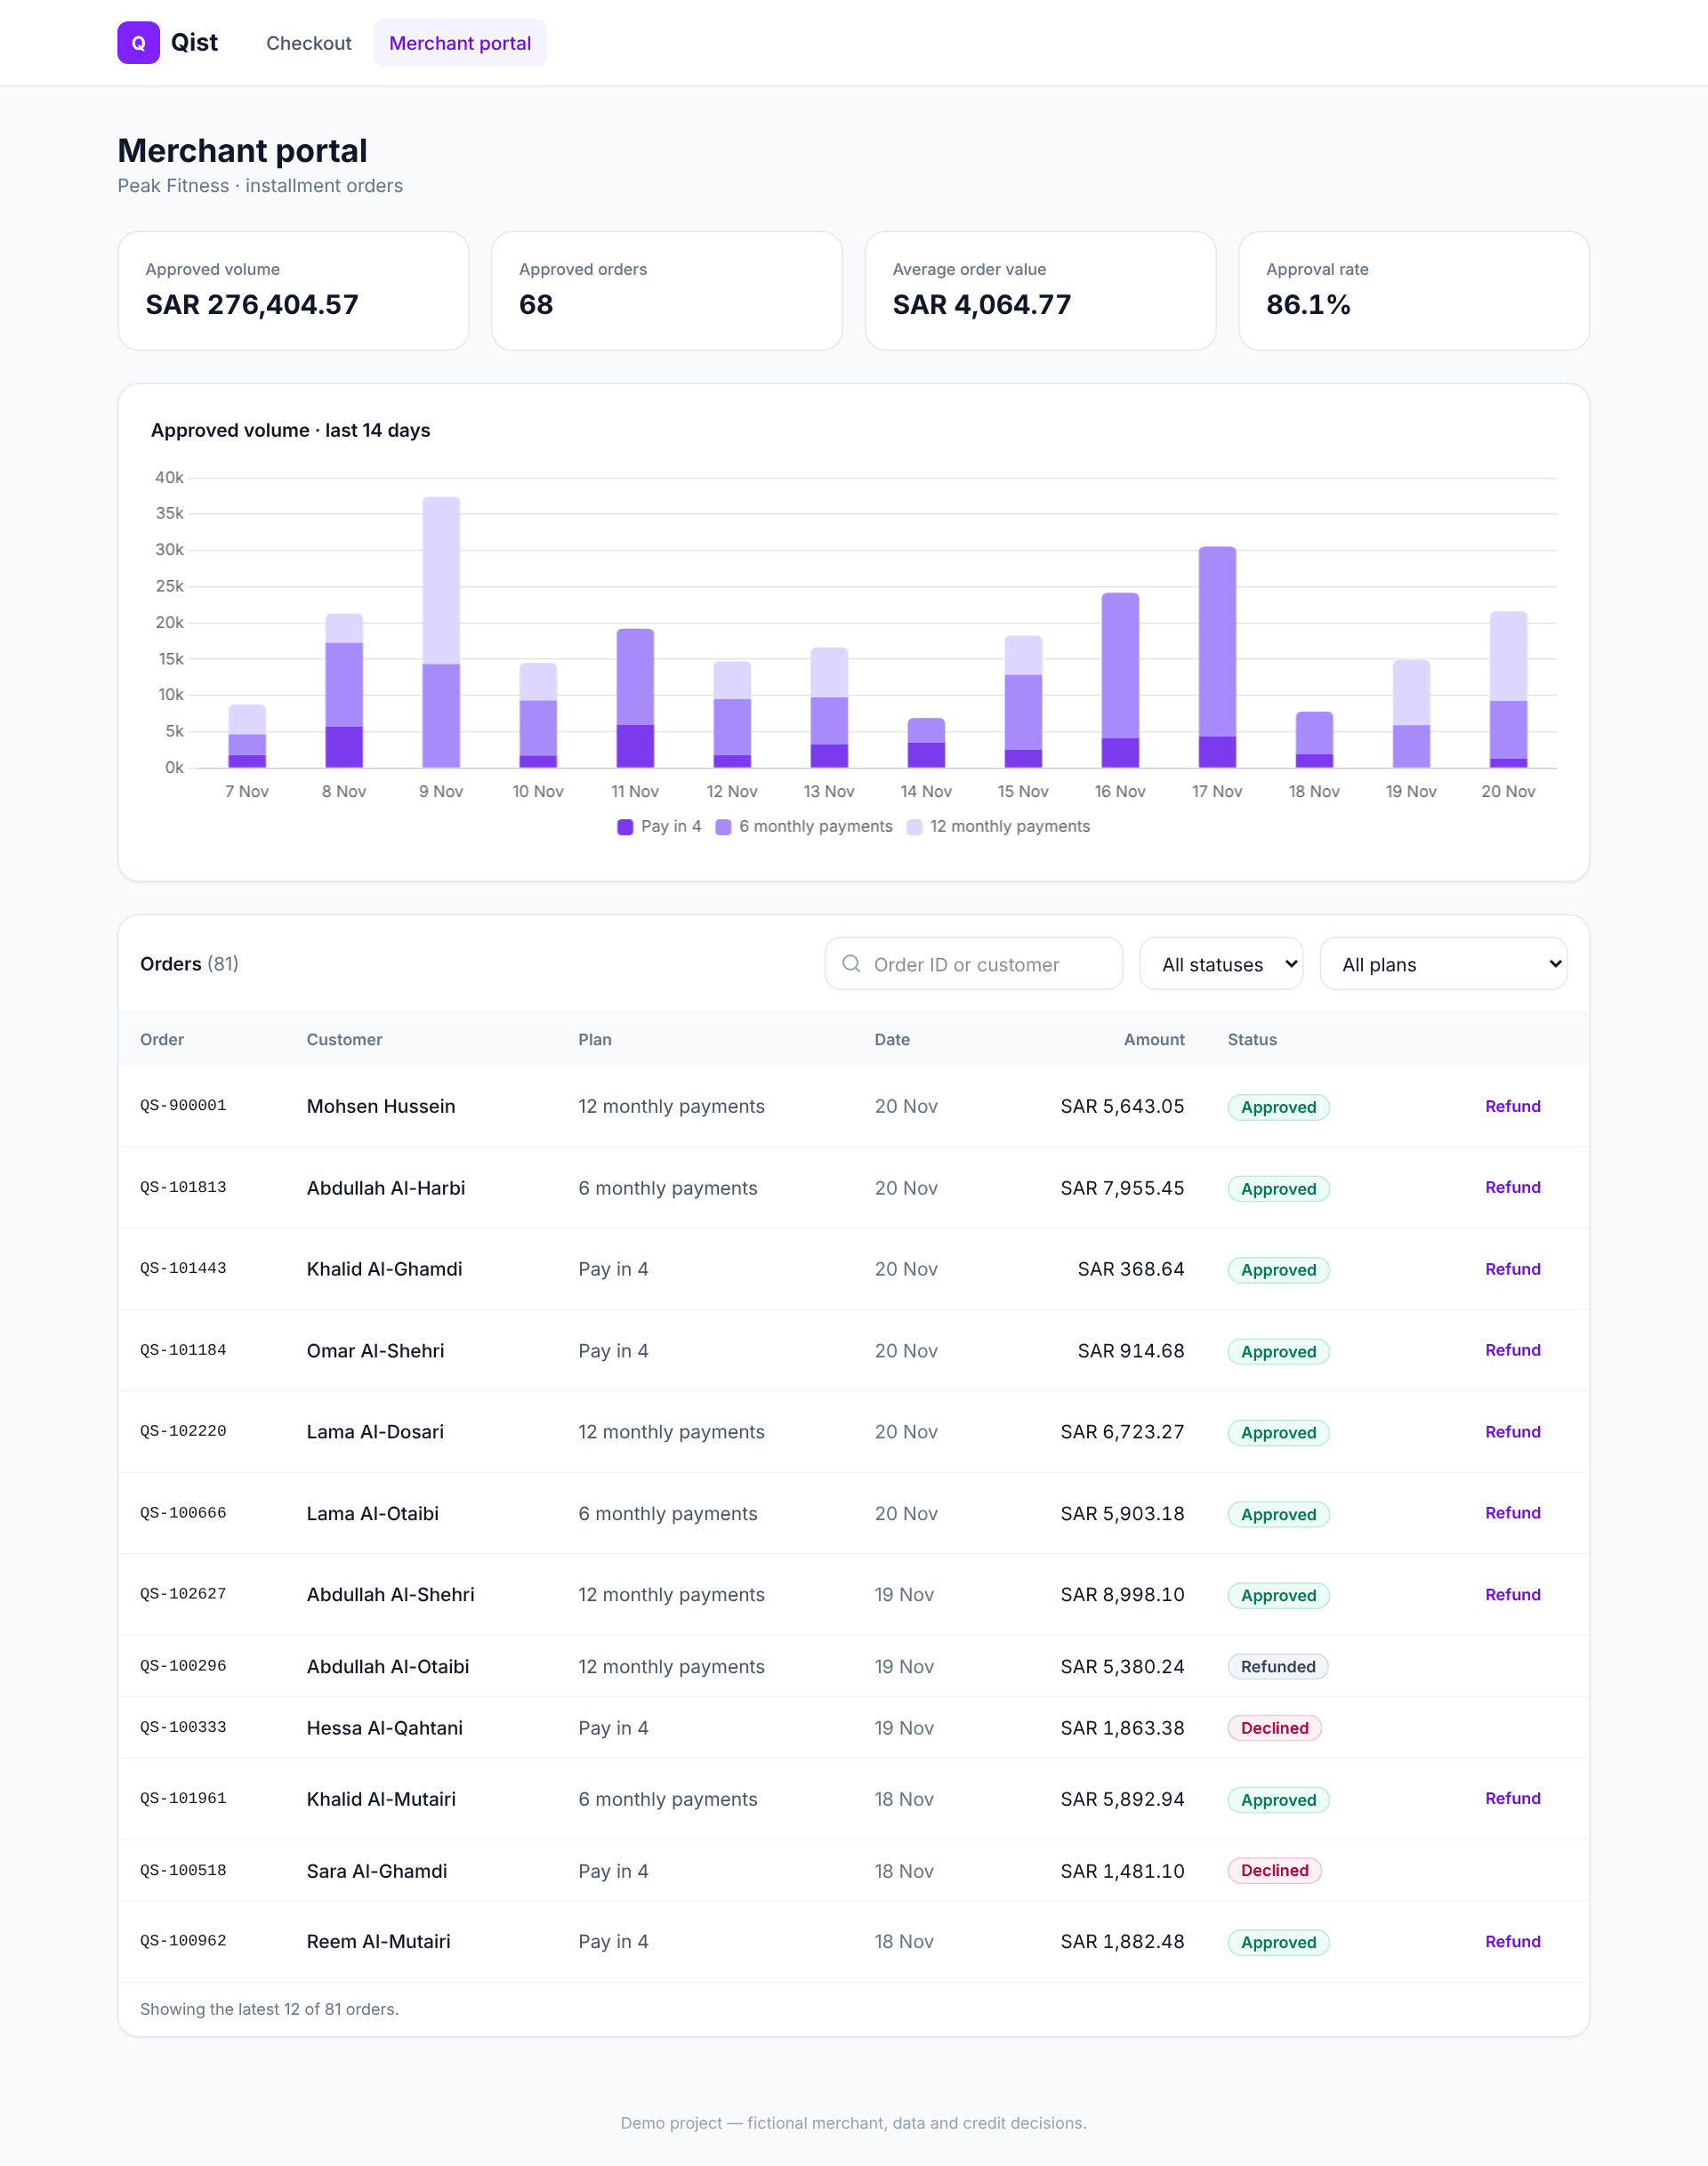 Q Qist Checkout Merchant portal
Merchant portal
Peak Fitness · installment orders
Approved volume Approved orders Average order value Approval rate
SAR 276,404.57 68 SAR 4,064.77 86.1%
Approved volume · last 14 days
40k
35k
30k
25k
20k
15k
10k
5k
0k
7 Nov 8 Nov 9 Nov 10 Nov 11 Nov 12 Nov 13 Nov 14 Nov 15 Nov 16 Nov 17 Nov 18 Nov 19 Nov 20 Nov
Pay in 4 6 monthly payments 12 monthly payments
Orders (81) Order ID or customer All statuses All plans
Order Customer Plan Date Amount Status
QS-900001 Mohsen Hussein 12 monthly payments 20 Nov SAR 5,643.05 Approved Refund
QS-101813 Abdullah Al-Harbi 6 monthly payments 20 Nov SAR 7,955.45 Approved Refund
QS-101443 Khalid Al-Ghamdi Pay in 4 20 Nov SAR 368.64 Approved Refund
QS-101184 Omar Al-Shehri Pay in 4 20 Nov SAR 914.68 Approved Refund
QS-102220 Lama Al-Dosari 12 monthly payments 20 Nov SAR 6,723.27 Approved Refund
QS-100666 Lama Al-Otaibi 6 monthly payments 20 Nov SAR 5,903.18 Approved Refund
QS-102627 Abdullah Al-Shehri 12 monthly payments 19 Nov SAR 8,998.10 Approved Refund
QS-100296 Abdullah Al-Otaibi 12 monthly payments 19 Nov SAR 5,380.24 Refunded
QS-100333 Hessa Al-Qahtani Pay in 4 19 Nov SAR 1,863.38 Declined
QS-101961 Khalid Al-Mutairi 6 monthly payments 18 Nov SAR 5,892.94 Approved Refund
QS-100518 Sara Al-Ghamdi Pay in 4 18 Nov SAR 1,481.10 Declined
QS-100962 Reem Al-Mutairi Pay in 4 18 Nov SAR 1,882.48 Approved Refund
Showing the latest 12 of 81 orders.
Demo project — fictional merchant, data and credit decisions.